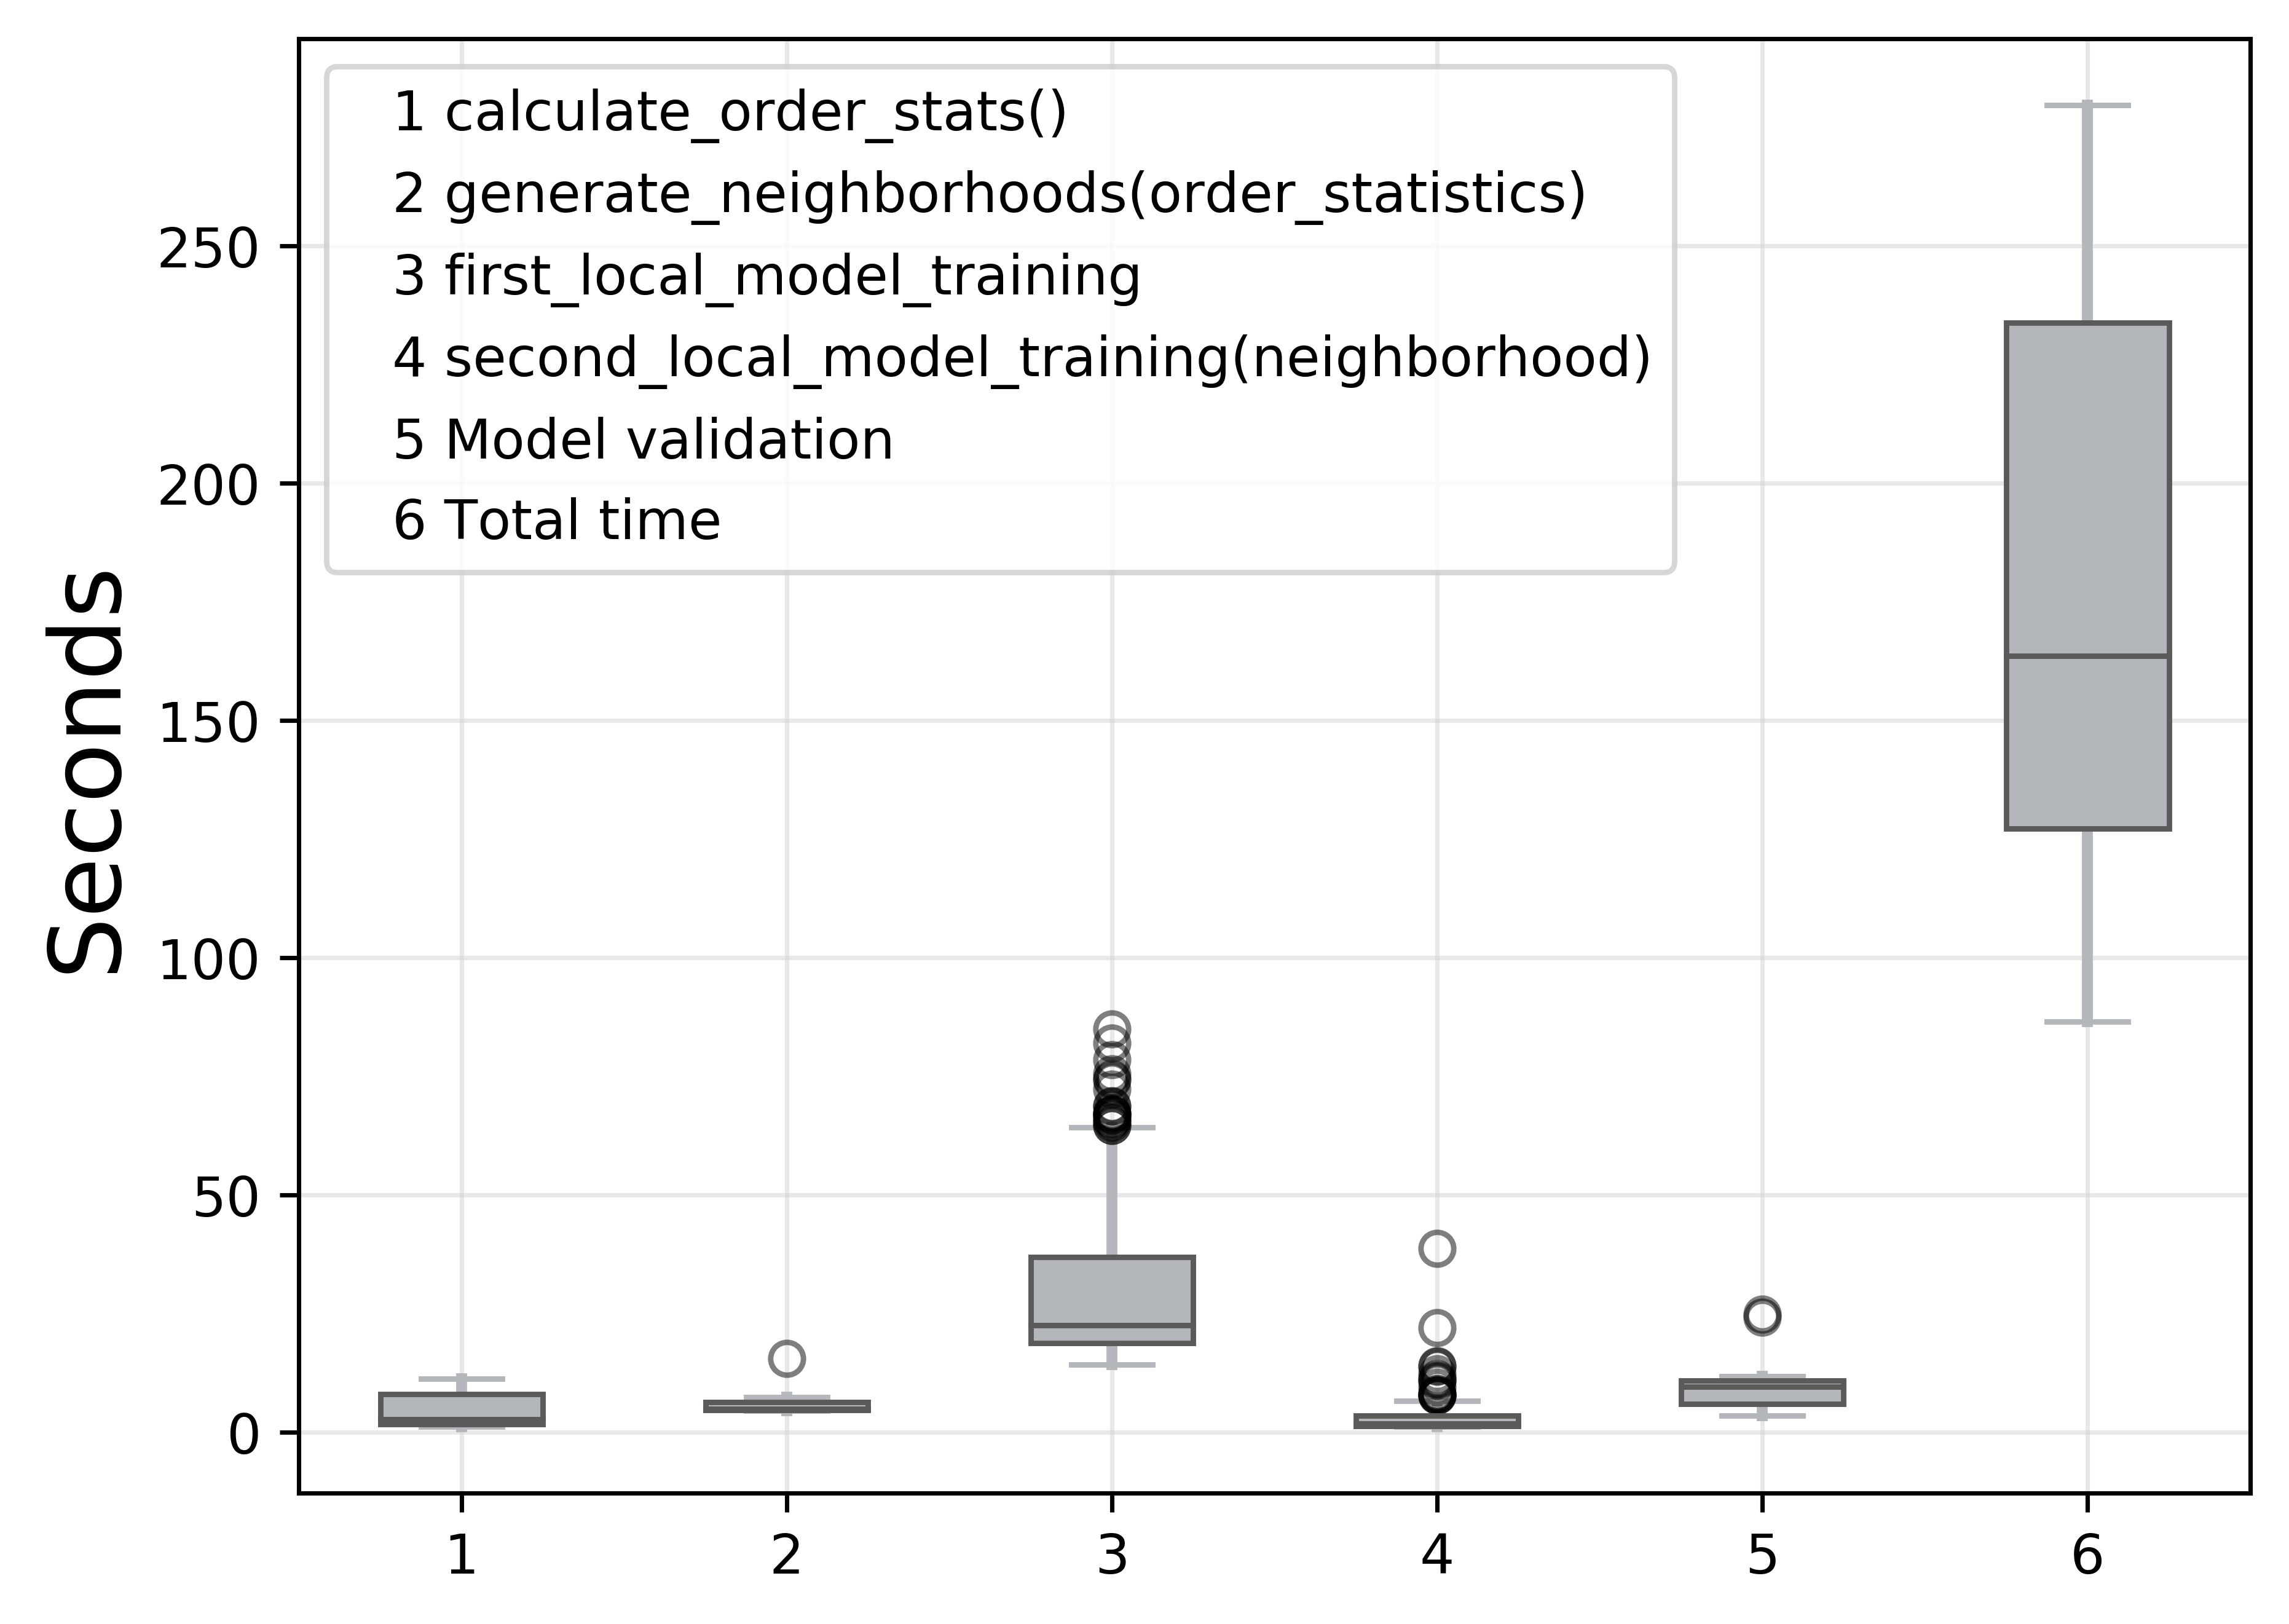 1 calculate_order_stats()
2 generate_neighborhoods(order_statistics)
3 first_local_model_training
4 second_local_model_training(neighborhood)
5 Model validation
6 Total time
Seconds
250
200
150
100
50
0
1 2 3 4 5 6